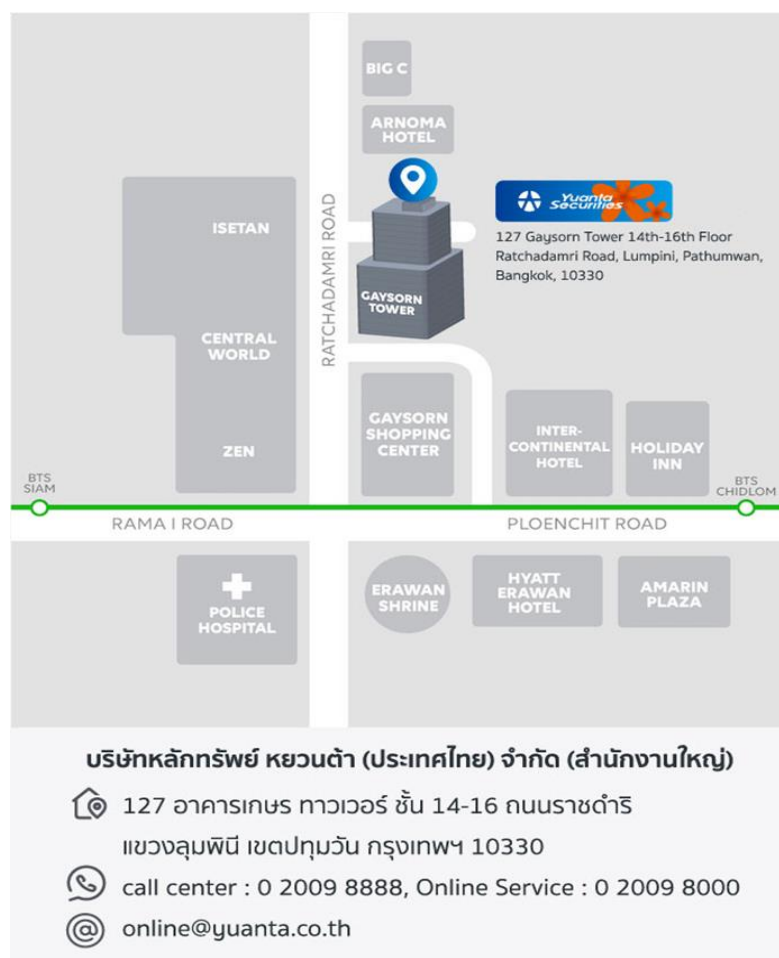 BIG C
ARNOMA
HOTEL
ISETAN
RATCHADAMRI ROAD
Yuanta
Securities
127 Gaysorn Tower 14th-16th Floor
Ratchadamri Road, Lumpini, Pathumwan,
Bangkok, 10330
GAYSORN
TOWER
CENTRAL
WORLD
GAYSORN
SHOPPING
CENTER
INTER-
CONTINENTAL
HOTEL
HOLIDAY
INN
ZEN
BTS
SIAM
BTS
CHIDLOM
RAMA I ROAD
PLOENCHIT ROAD
POLICE
HOSPITAL
ERAWAN
SHRINE
HYATT
ERAWAN
HOTEL
AMARIN
PLAZA
บริษัทหลักทรัพย์ หยวนต้า (ประเทศไทย) จำกัด (สำนักงานใหญ่)
127 อาคารเกษร ทาวเวอร์ ชั้น 14-16 ถนนราชดำริ
แขวงลุมพินี เขตปทุมวัน กรุงเทพฯ 10330
call center : 0 2009 8888, Online Service : 0 2009 8000
online@yuanta.co.th